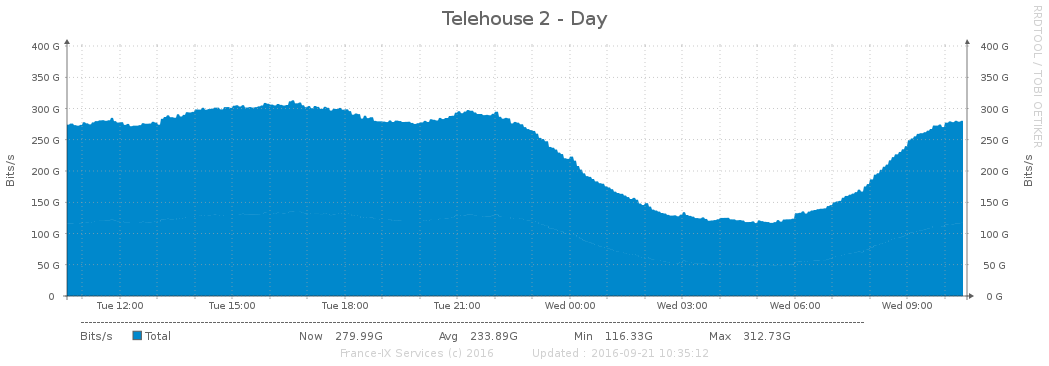 Telehouse 2 - Day
RRDTOOL / TOBI OETIKER
400 G 400 G
350 G 350 G
300 G 300 G
250 G 250 G
200 G 200 G
150 G 150 G
100 G 100 G
50 G 50 G
0 0 G
Bits/s Bits/s
Tue 12:00 Tue 15:00 Tue 18:00 Tue 21:00 Wed 00:00 Wed 03:00 Wed 06:00 Wed 09:00
Bits/s Total Now 279.99G Avg 233.89G Min 116.33G Max 312.73G
France-IX Services (c) 2016 Updated : 2016-09-21 10:35:12